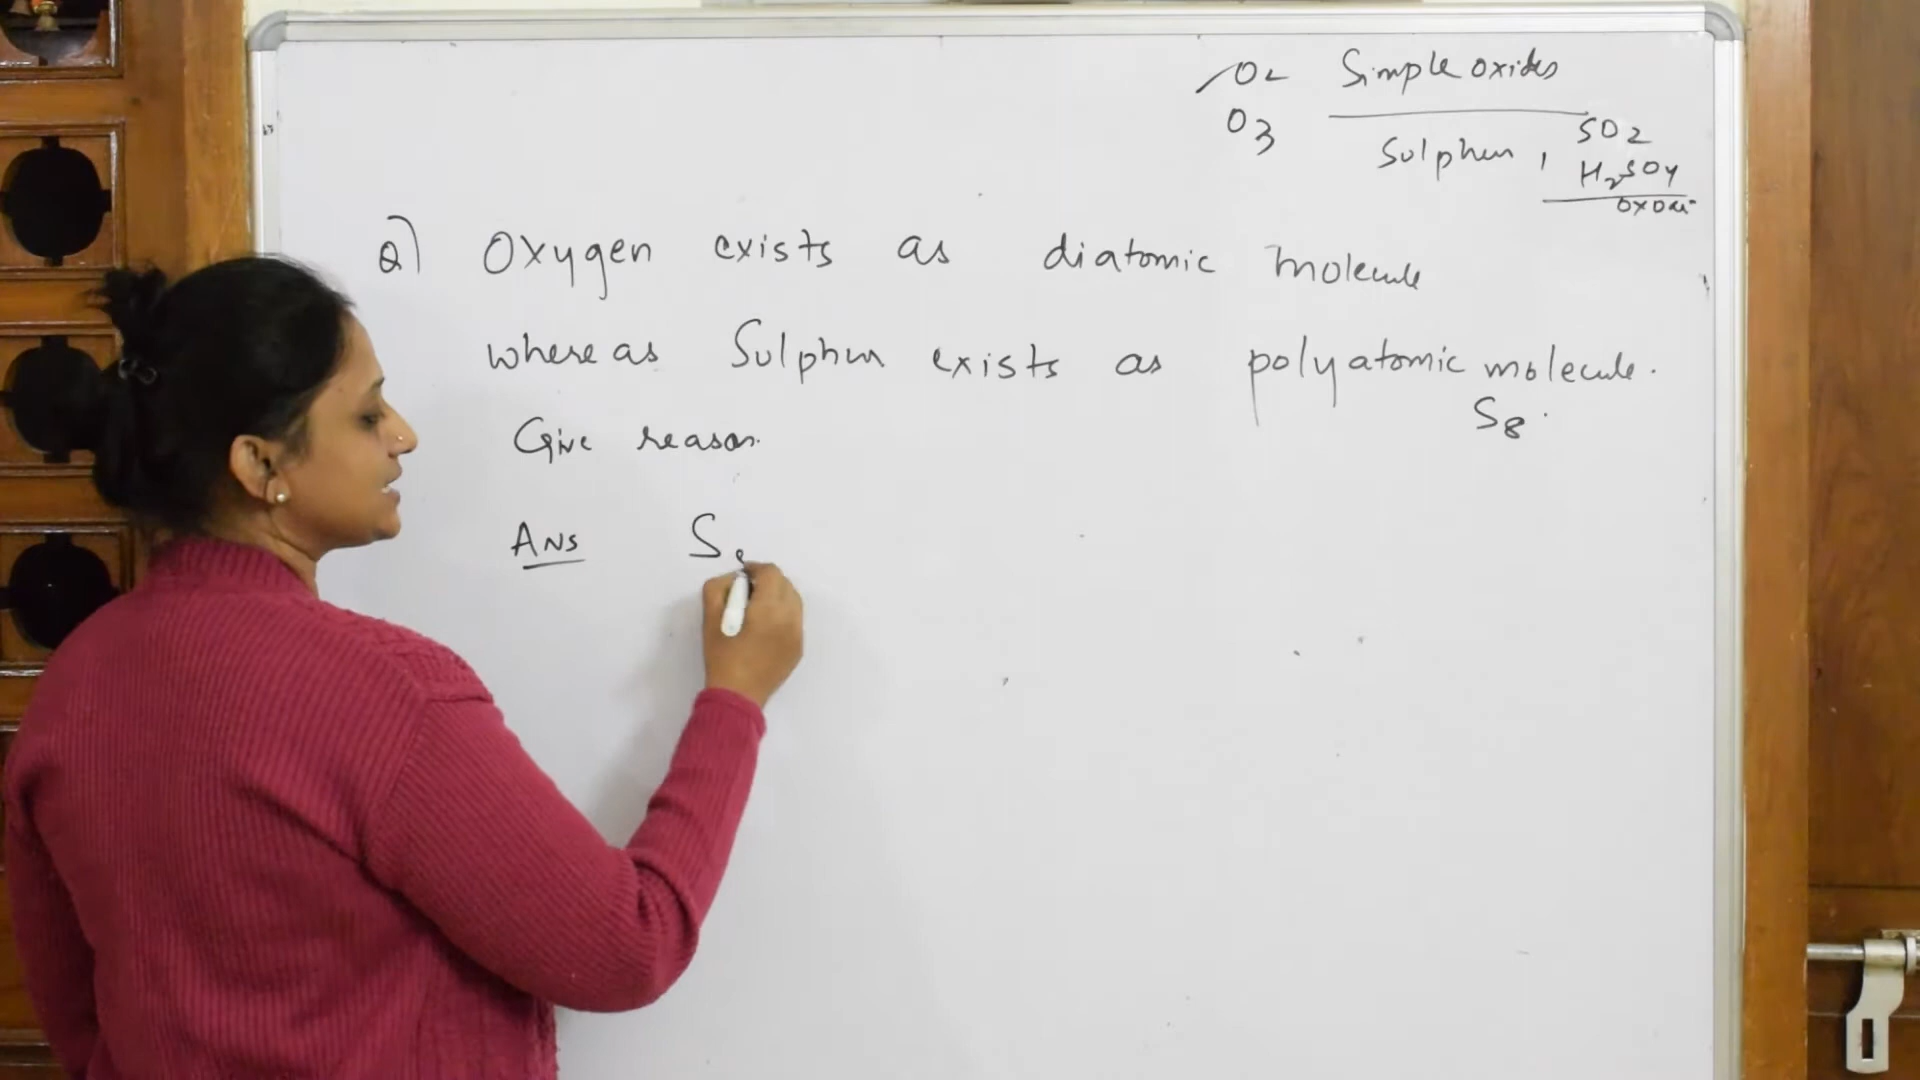 O2 Simple oxides
O3 Sulphur, SO2
H2SO4
Q) Oxygen exists as diatomic molecule
whereas Sulphur exists as polyatomic molecule.
S8.
Give reason.
Ans S8